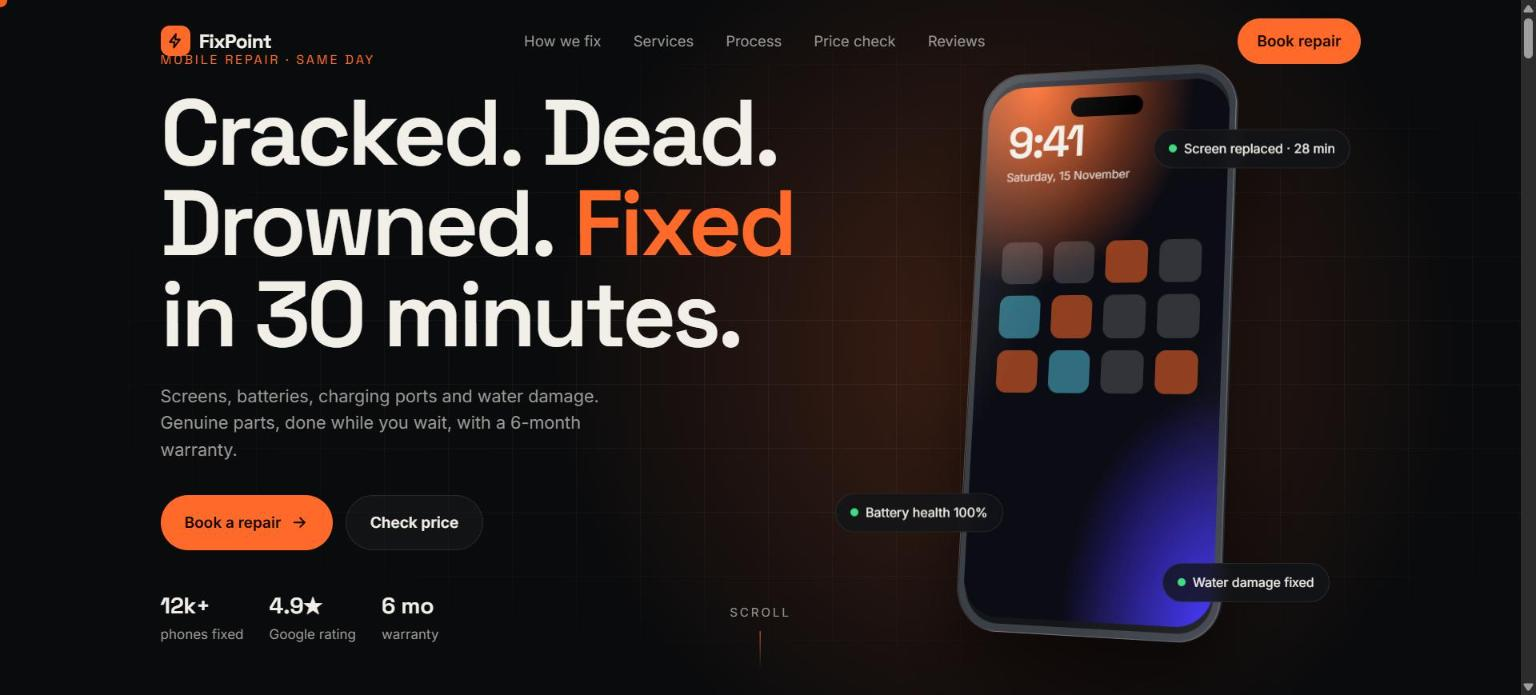 FixPoint
How we fix
Services
Process
Price check
Reviews
Book repair
MOBILE REPAIR · SAME DAY
Cracked. Dead.
Drowned. Fixed
in 30 minutes.
Screens, batteries, charging ports and water damage.
Genuine parts, done while you wait, with a 6-month
warranty.
Book a repair →
Check price
12k+
phones fixed
4.9★
Google rating
6 mo
warranty
SCROLL
9:41
Saturday, 15 November
Screen replaced · 28 min
Battery health 100%
Water damage fixed